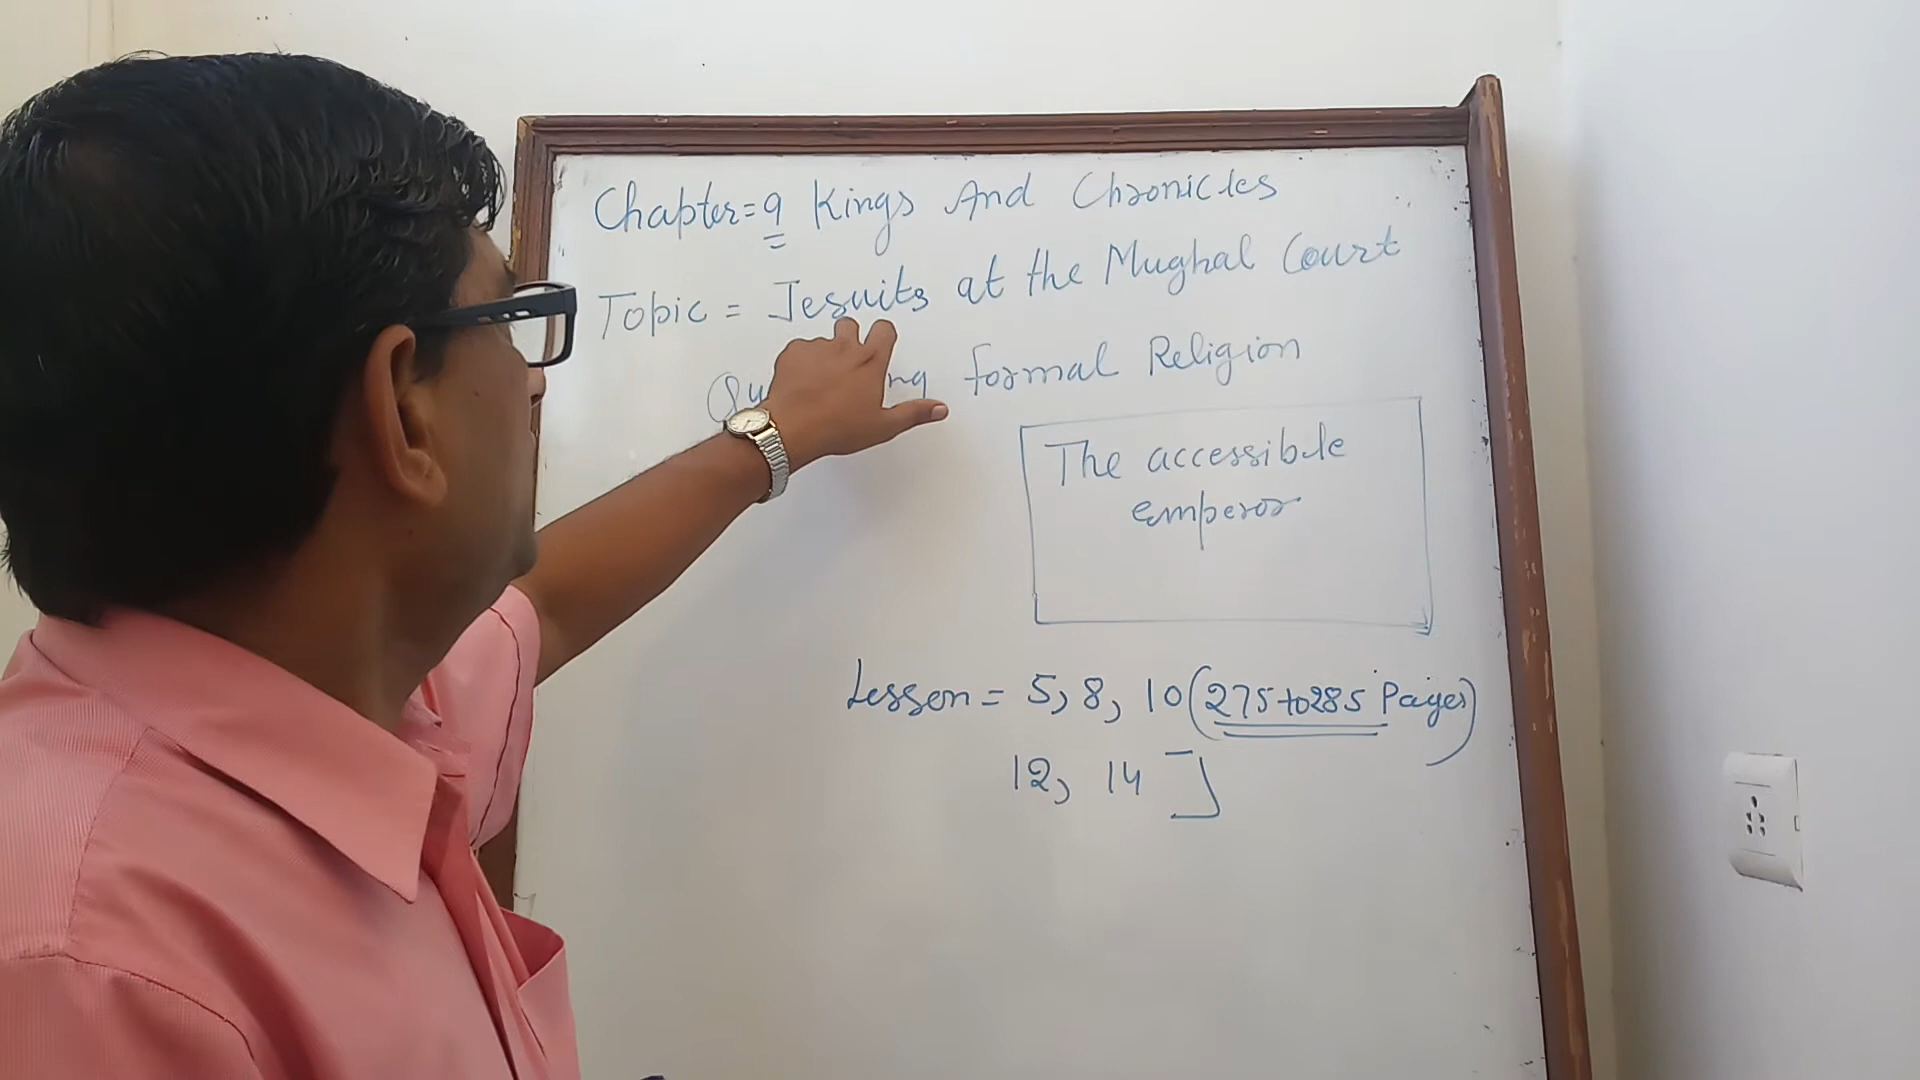 Chapter=9 Kings And Chronicles
Topic = Jesuits at the Mughal Court
formal Religion
The accessible
emperor
Lesson = 5, 8, 10 (275 to 285 Pages)
12, 14 ]